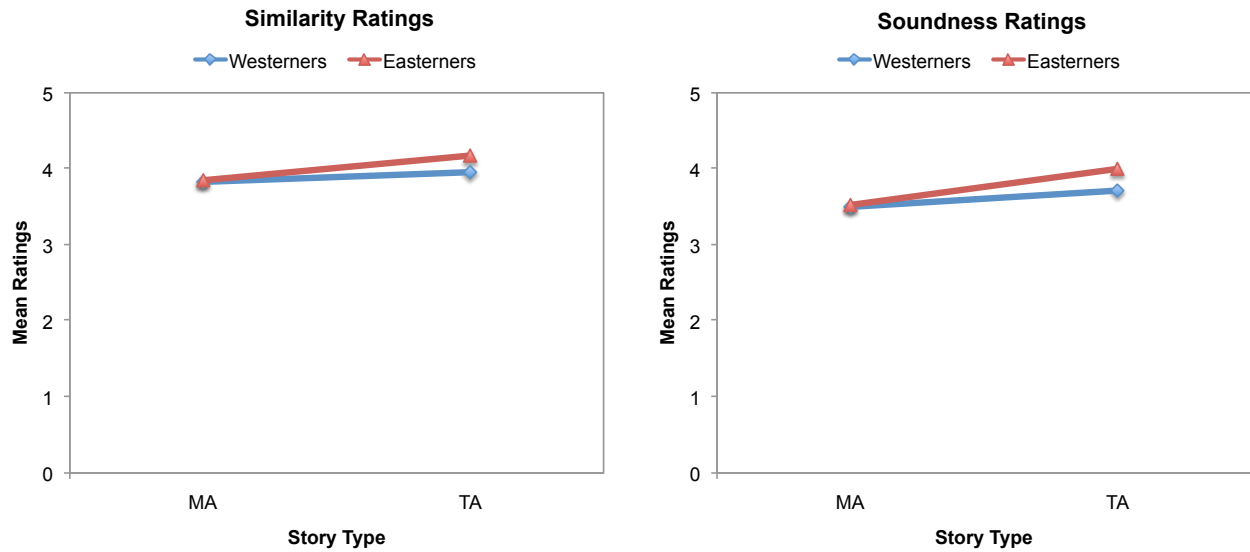 Similarity Ratings
Westerners Easterners
5
4
3
2
1
0
Mean Ratings
MA TA
Story Type
Soundness Ratings
Westerners Easterners
5
4
3
2
1
0
Mean Ratings
MA TA
Story Type